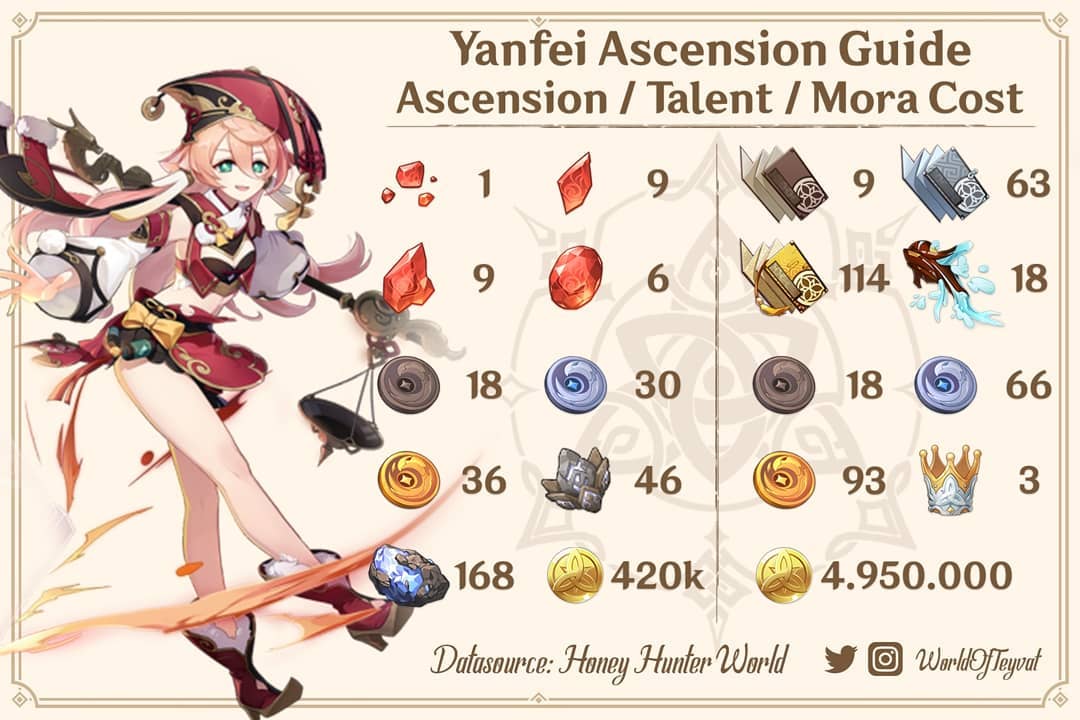 Yanfei Ascension Guide
Ascension / Talent / Mora Cost
1 9 9 63
9 6 114 18
18 30 18 66
36 46 93 3
168 420k 4.950.000
Datasource: Honey Hunter World WorldOfTeyvat